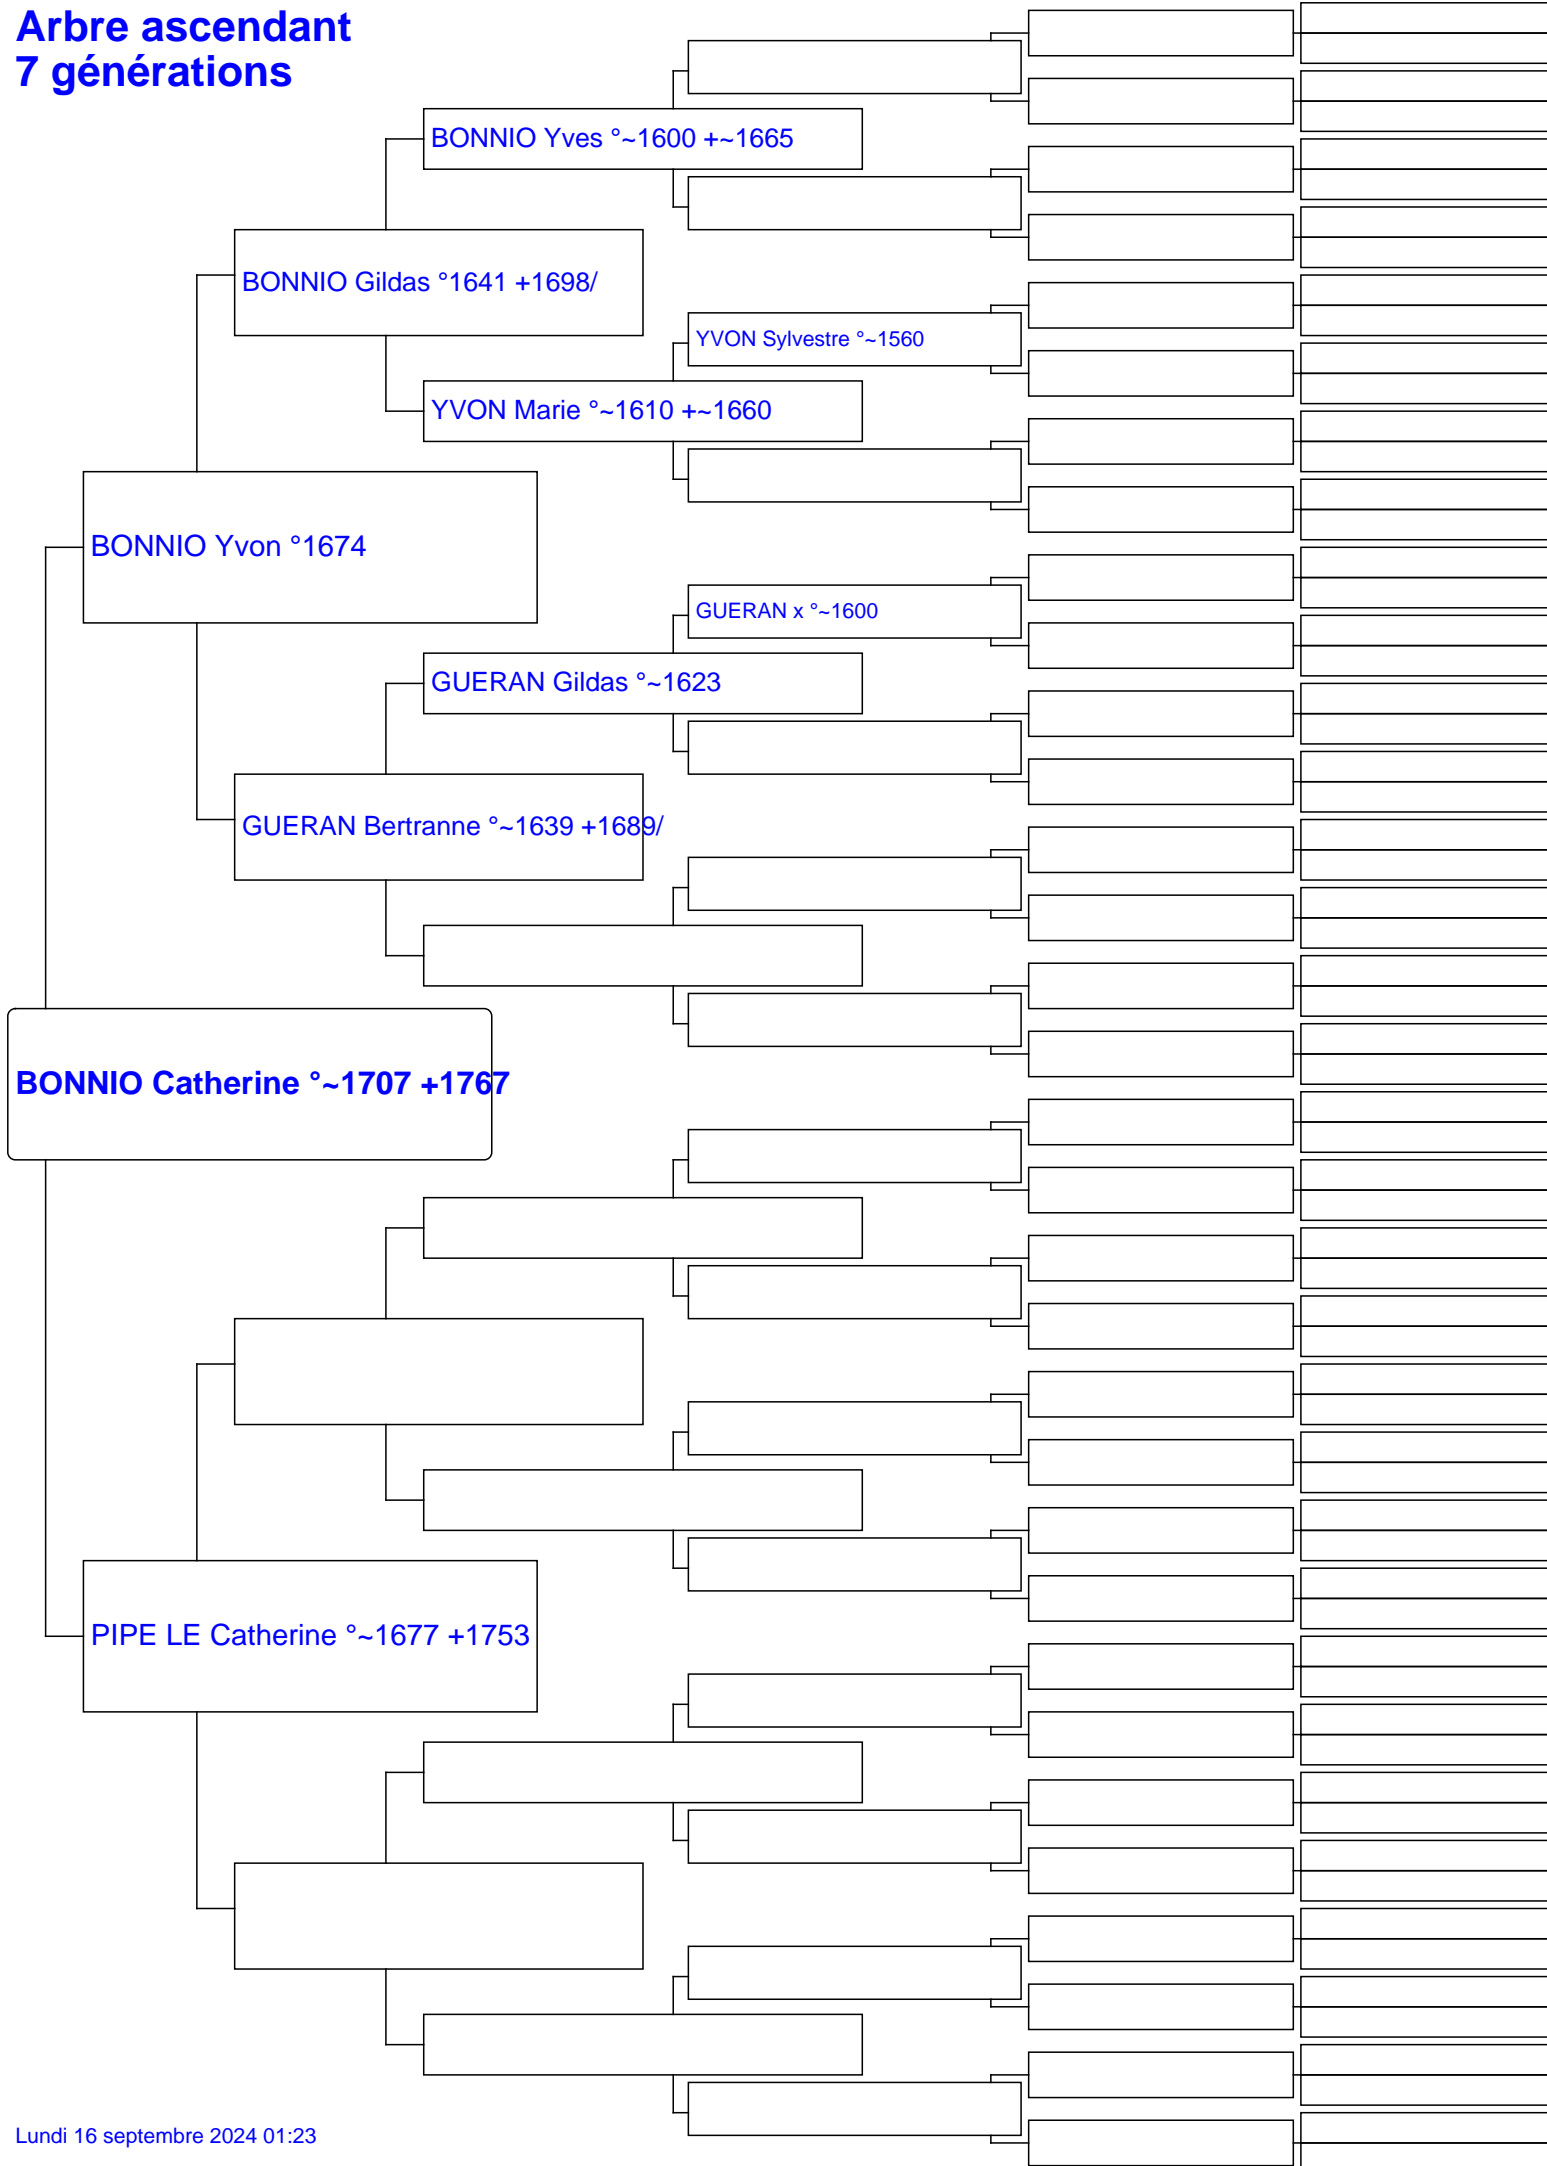 Arbre ascendant
7 générations
BONNIO Yves °~1600 +~1665
BONNIO Gildas °1641 +1698/
YVON Sylvestre °~1560
YVON Marie °~1610 +~1660
BONNIO Yvon °1674
GUERAN x °~1600
GUERAN Gildas °~1623
GUERAN Bertranne °~1639 +1689/
BONNIO Catherine °~1707 +1767
PIPE LE Catherine °~1677 +1753
Lundi 16 septembre 2024 01:23